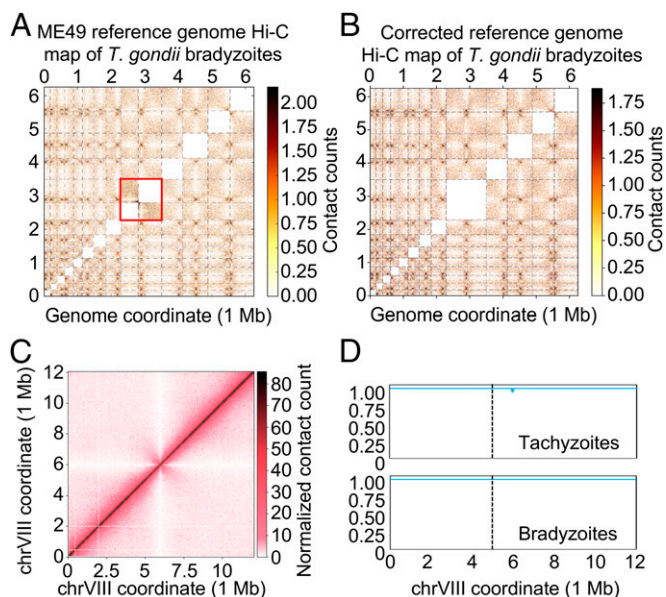 A
ME49 reference genome Hi-C
map of T. gondii bradyzoites
0 1 2 3 4 5 6
6
5
4
3
2
1
0
2.00
1.75
1.50
1.25
1.00
0.75
0.50
0.25
0.00
Contact counts
Genome coordinate (1 Mb)
B
Corrected reference genome
Hi-C map of T. gondii bradyzoites
0 1 2 3 4 5 6
6
5
4
3
2
1
0
1.75
1.50
1.25
1.00
0.75
0.50
0.25
0.00
Contact counts
Genome coordinate (1 Mb)
C
chrVIII coordinate (1 Mb)
12
10
8
6
4
2
0
0 2.5 5 7.5 10
chrVIII coordinate (1 Mb)
80
70
60
50
40
30
20
10
0
Normalized contact count
D
1.00
0.75
0.50
0.25
0
Tachyzoites
1.00
0.75
0.50
0.25
0
Bradyzoites
0 2 4 6 8 10 12
chrVIII coordinate (1 Mb)